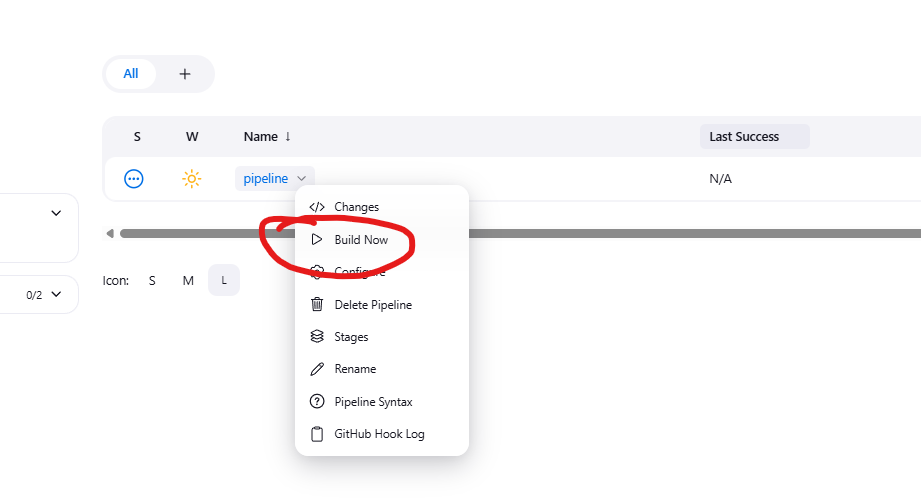 All +
S W Name ↓ Last Success
pipeline N/A
Changes
Build Now
Icon: S M L
Configure
0/2
Delete Pipeline
Stages
Rename
Pipeline Syntax
GitHub Hook Log